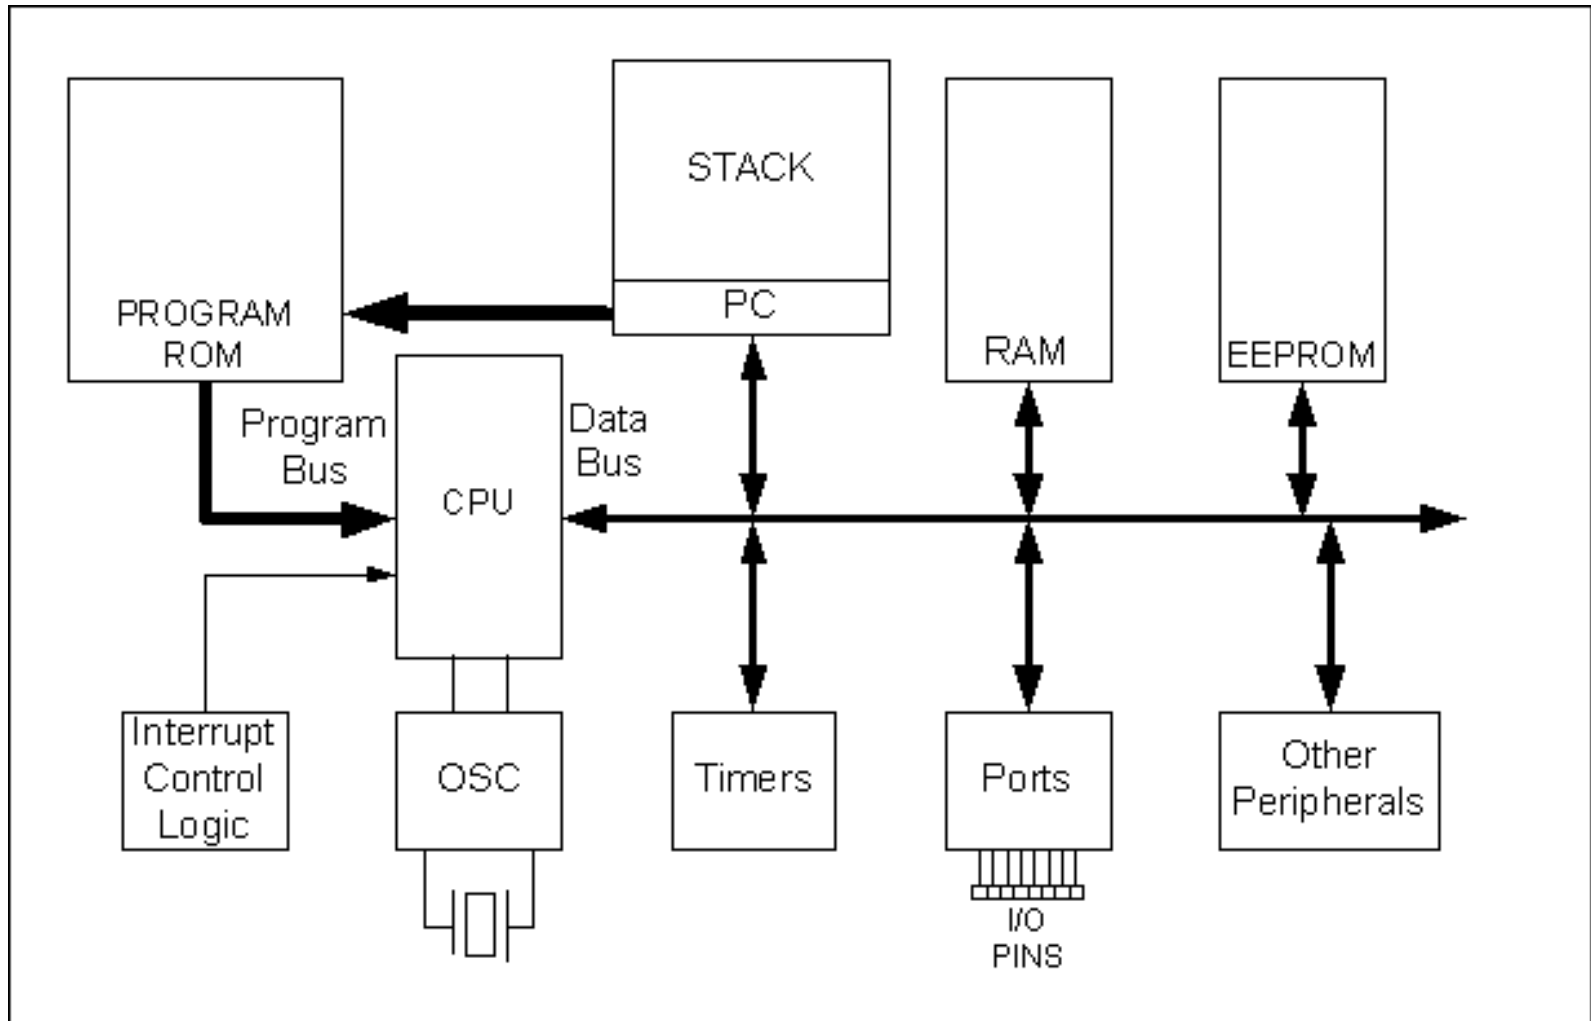 STACK
PC
PROGRAM
ROM
RAM
EEPROM
Program
Bus
Data
Bus
CPU
Interrupt
Control
Logic
OSC
Timers
Ports
Other
Peripherals
I/O
PINS